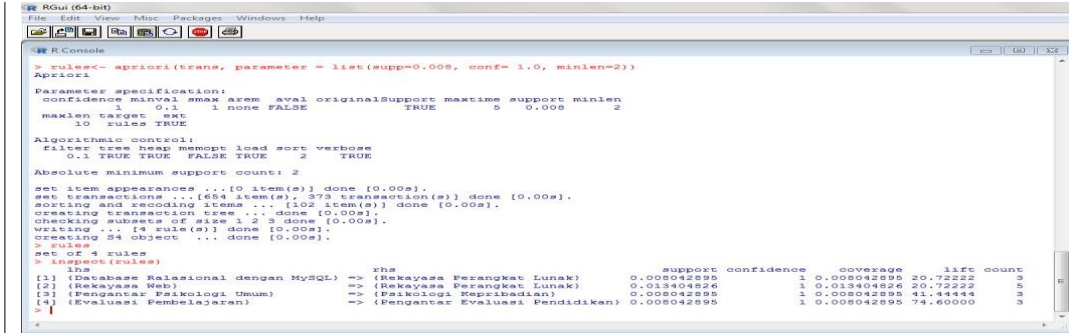 RGui (64-bit)
File Edit View Misc Packages Windows Help
STOP
R Console
> rules<- apriori(trans, parameter = list(supp=0.008, conf= 1.0, minlen=2))
Apriori
Parameter specification:
confidence minval smax arem aval originalSupport maxtime support minlen
1 0.1 1 none FALSE TRUE 5 0.008 2
maxlen target ext
10 rules TRUE
Algorithmic control:
filter tree heap memopt load sort verbose
0.1 TRUE TRUE FALSE TRUE 2 TRUE
Absolute minimum support count: 2
set item appearances ...[0 item(s)] done [0.00s].
set transactions ...[654 item(s), 373 transaction(s)] done [0.00s].
sorting and recoding items ... [102 item(s)] done [0.00s].
creating transaction tree ... done [0.00s].
checking subsets of size 1 2 3 done [0.00s].
writing ... [4 rule(s)] done [0.00s].
creating S4 object ... done [0.00s].
> rules
set of 4 rules
> inspect(rules)
lhs rhs support confidence coverage lift count
[1] {Database Ralasional dengan MySQL} => {Rekayasa Perangkat Lunak} 0.008042895 1 0.008042895 20.72222 3
[2] {Rekayasa Web} => {Rekayasa Perangkat Lunak} 0.013404826 1 0.013404826 20.72222 5
[3] {Pengantar Psikologi Umum} => {Psikologi Kepribadian} 0.008042895 1 0.008042895 41.44444 3
[4] {Evaluasi Pembelajaran} => {Pengantar Evaluasi Pendidikan} 0.008042895 1 0.008042895 74.60000 3
>